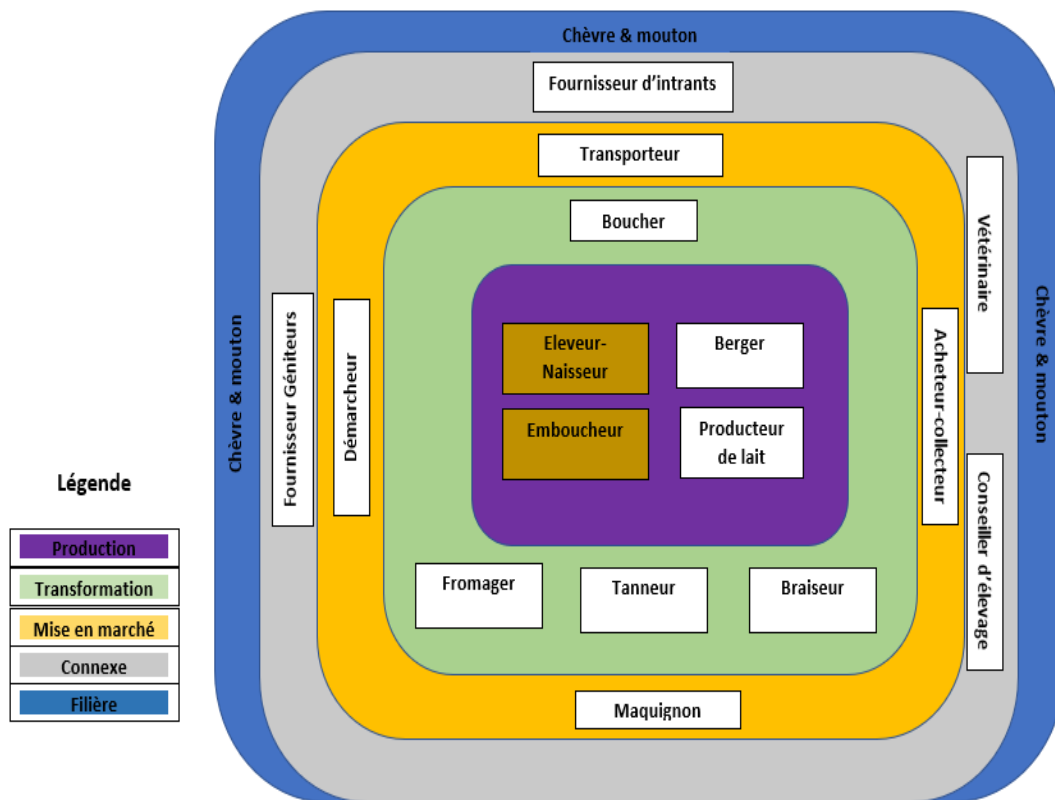 Chèvre & mouton
Fournisseur d’intrants
Transporteur
Boucher
Vétérinaire
Chèvre & mouton
Chèvre & mouton
Fournisseur Géniteurs
Démarcheur
Eleveur-
Naisseur
Berger
Acheteur-collecteur
Emboucheur
Producteur
de lait
Conseiller d’élevage
Fromager
Tanneur
Braiseur
Maquignon
Légende
Production
Transformation
Mise en marché
Connexe
Filière